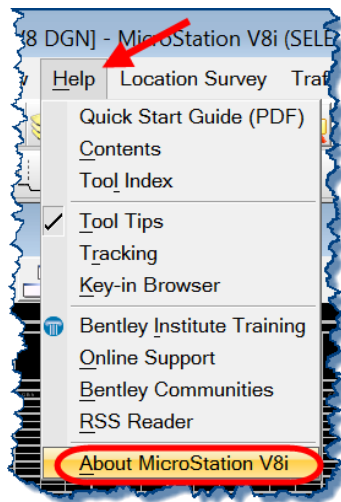 DGN] - MicroStation V8i (SELE
Help Location Survey Traf
Quick Start Guide (PDF)
Contents
Tool Index
Tool Tips
Tracking
Key-in Browser
Bentley Institute Training
Online Support
Bentley Communities
RSS Reader
About MicroStation V8i